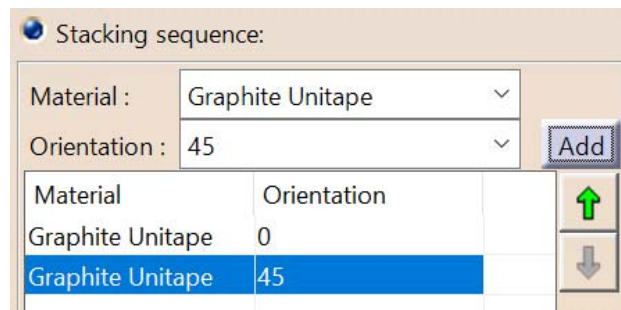 Stacking sequence:
Material : Graphite Unitape
Orientation : 45 Add
Material Orientation
Graphite Unitape 0
Graphite Unitape 45